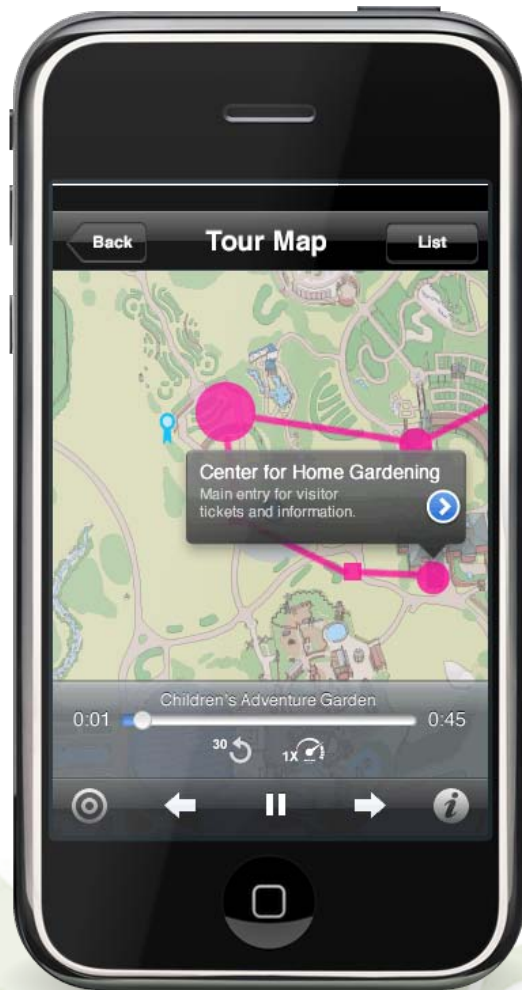 Back
Tour Map
List
Center for Home Gardening
Main entry for visitor
tickets and information.
Children's Adventure Garden
0:01
0:45
30
1X
i